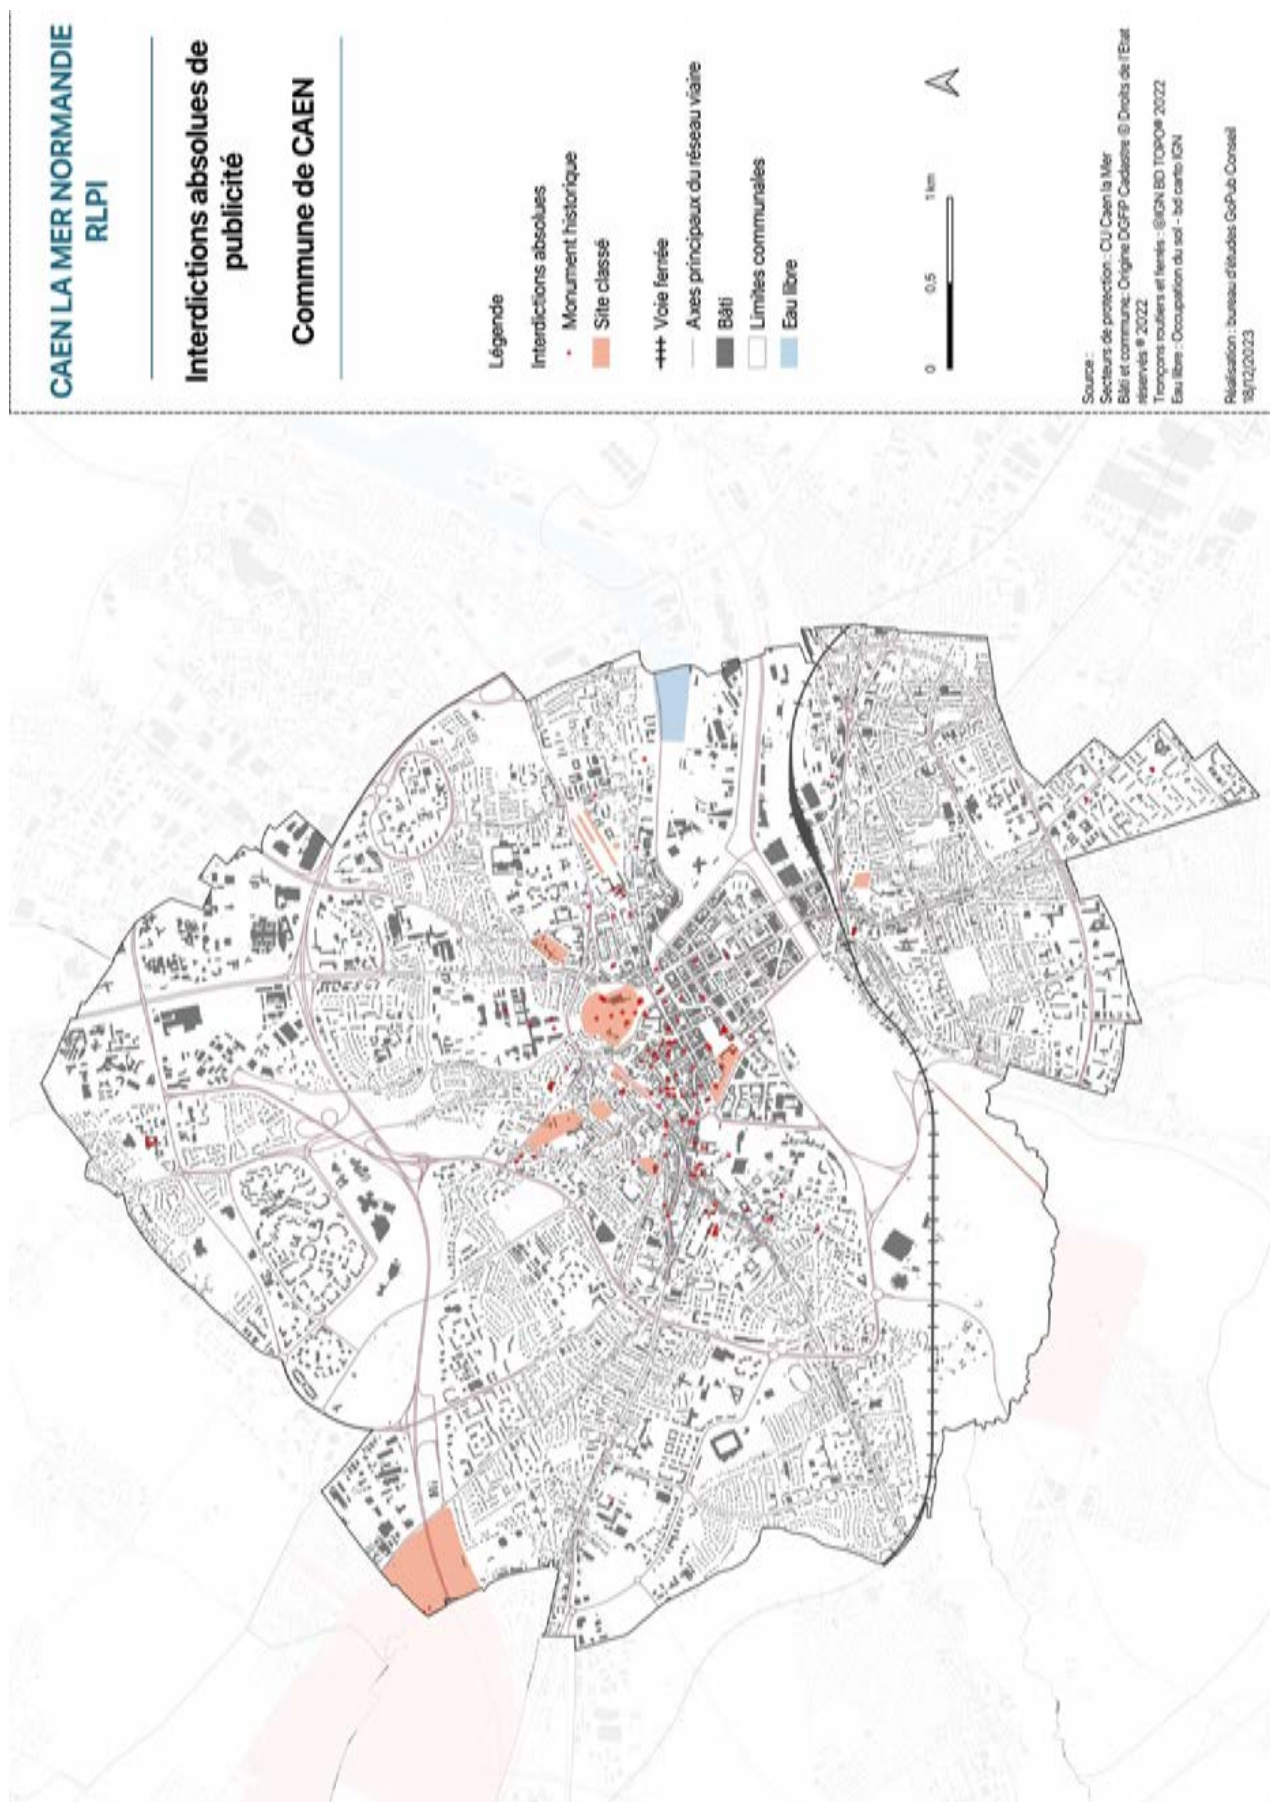 CAEN LA MER NORMANDIE
RLPI
Interdictions absolues de
publicité
Commune de CAEN
Légende
Interdictions absolues
Monument historique
Site classé
Voie ferrée
Axes principaux du réseau viaire
Bâti
Limites communales
Eau libre
0 0,5 1 km
Source :
Secteurs de protection : CU Caen la Mer
Bâti et commune : Origine DGFIP Cadastre © Droits de l'Etat
réservés ® 2022
Tronçons routiers et ferrés : ©IGN BD TOPO® 2022
Eau libre : Occupation du sol - bd carto IGN
Réalisation : bureau d'études GoPub Conseil
18/12/2023